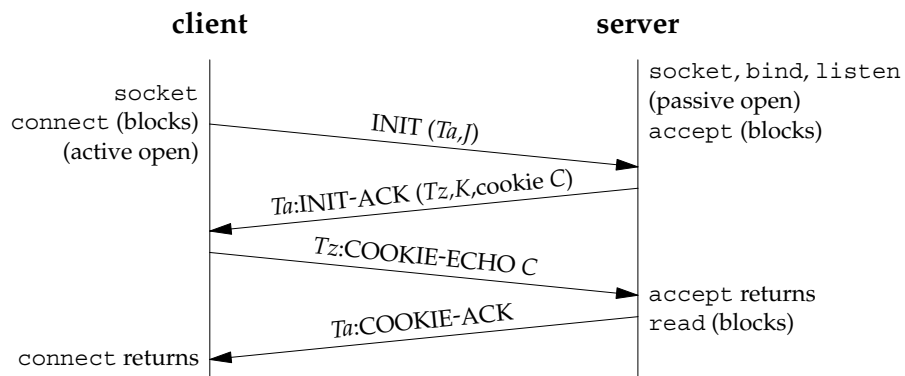 client
server
socket, bind, listen
(passive open)
accept (blocks)
socket
connect (blocks)
(active open)
INIT (Ta,J)
Ta:INIT-ACK (Tz,K,cookie C)
Tz:COOKIE-ECHO C
accept returns
read (blocks)
Ta:COOKIE-ACK
connect returns